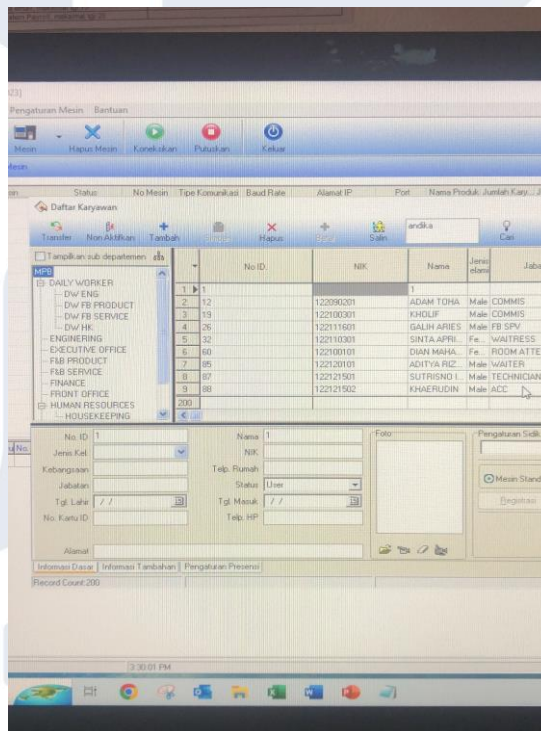 Pengaturan Mesin Bantuan
Mesin Hapus Mesin Koneksikan Putuskan Keluar
Mesin
Status No Mesin Tipe Komunikasi Baud Rate Alamat IP Port Nama Produk Jumlah Kary...
Daftar Karyawan
Transfer Non Aktifkan Tambah Simpan Hapus Batal Salin andika Cari
Tampilkan sub departemen
No ID. NIK Nama Jenis
MPB
DAILY WORKER
DW ENG
DW FB PRODUCT
DW FB SERVICE
DW HK
ENGINERING
EXECUTIVE OFFICE
F&B PRODUCT
F&B SERVICE
FINANCE
FRONT OFFICE
HUMAN RESOURCES
HOUSEKEEPING
1 1 1
2 12 122090201 ADAM TOHA Male COMMIS
3 19 122100301 KHOLIF Male COMMIS
4 26 122111601 GALIH ARIES Male FB SPV
5 32 122110301 SINTA APRI... Fe... WAITRESS
6 60 122100101 DIAN MAHA... Fe... ROOM ATTE
7 85 122120101 ADITYA RIZ... Male WAITER
8 87 122121501 SUTRISNO I... Male TECHNICIAN
9 88 122121502 KHAERUDIN Male ACC
200
No. ID 1 Nama 1 Foto Pengaturan Sidik
Jenis Kel. NIK
Kebangsaan Telp. Rumah
Jabatan Status User Mesin Stand
Tgl. Lahir / / Tgl. Masuk / / Registrasi
No. Kartu ID Telp. HP
Alamat
Informasi Dasar Informasi Tambahan Pengaturan Presensi
Record Count:200
3:30:01 PM